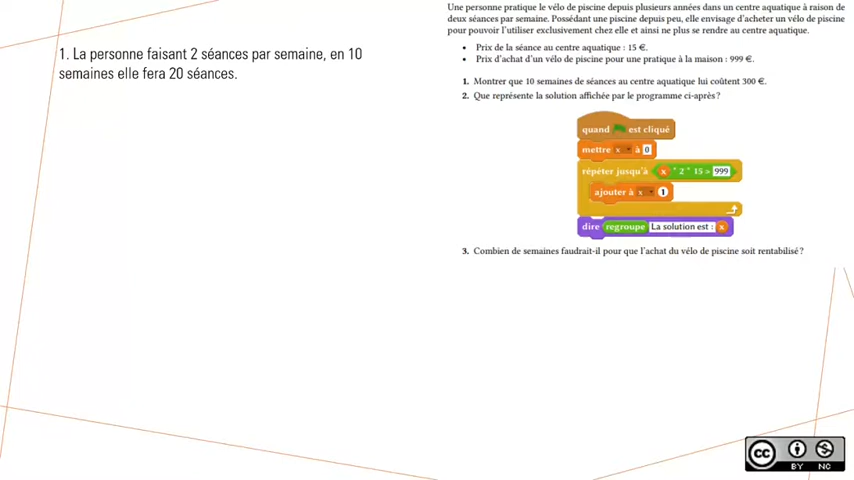 1. La personne faisant 2 séances par semaine, en 10
semaines elle fera 20 séances.
Une personne pratique le vélo de piscine depuis plusieurs années dans un centre aquatique à raison de
deux séances par semaine. Possédant une piscine depuis peu, elle envisage d'acheter un vélo de piscine
pour pouvoir l'utiliser exclusivement chez elle et ainsi ne plus se rendre au centre aquatique.
• Prix de la séance au centre aquatique : 15 €.
• Prix d'achat d'un vélo de piscine pour une pratique à la maison : 999 €.
1. Montrer que 10 semaines de séances au centre aquatique lui coûtent 300 €.
2. Que représente la solution affichée par le programme ci-après ?
quand est cliqué
mettre x à 0
répéter jusqu'à x * 2 * 15 > 999
ajouter à x 1
dire regroupe La solution est : x
3. Combien de semaines faudrait-il pour que l'achat du vélo de piscine soit rentabilisé ?
cc
BY NC